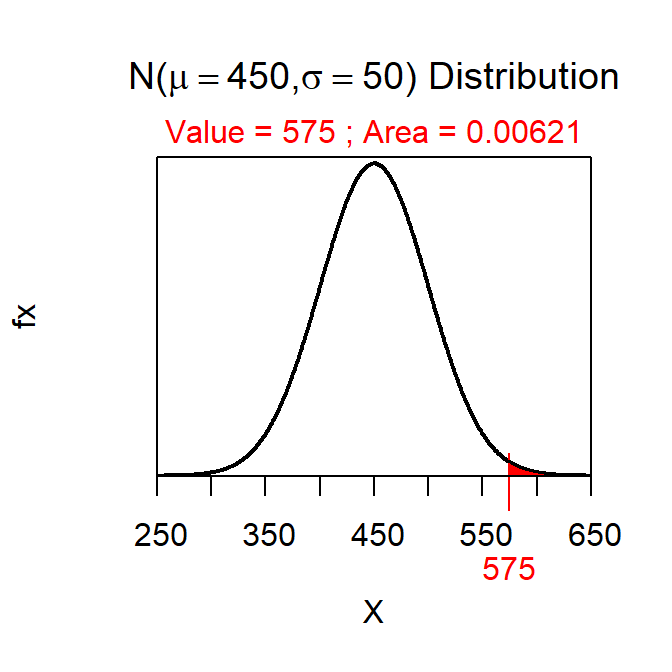 N(μ = 450,σ = 50) Distribution
Value = 575 ; Area = 0.00621
fx
250 350 450 550 650
575
X